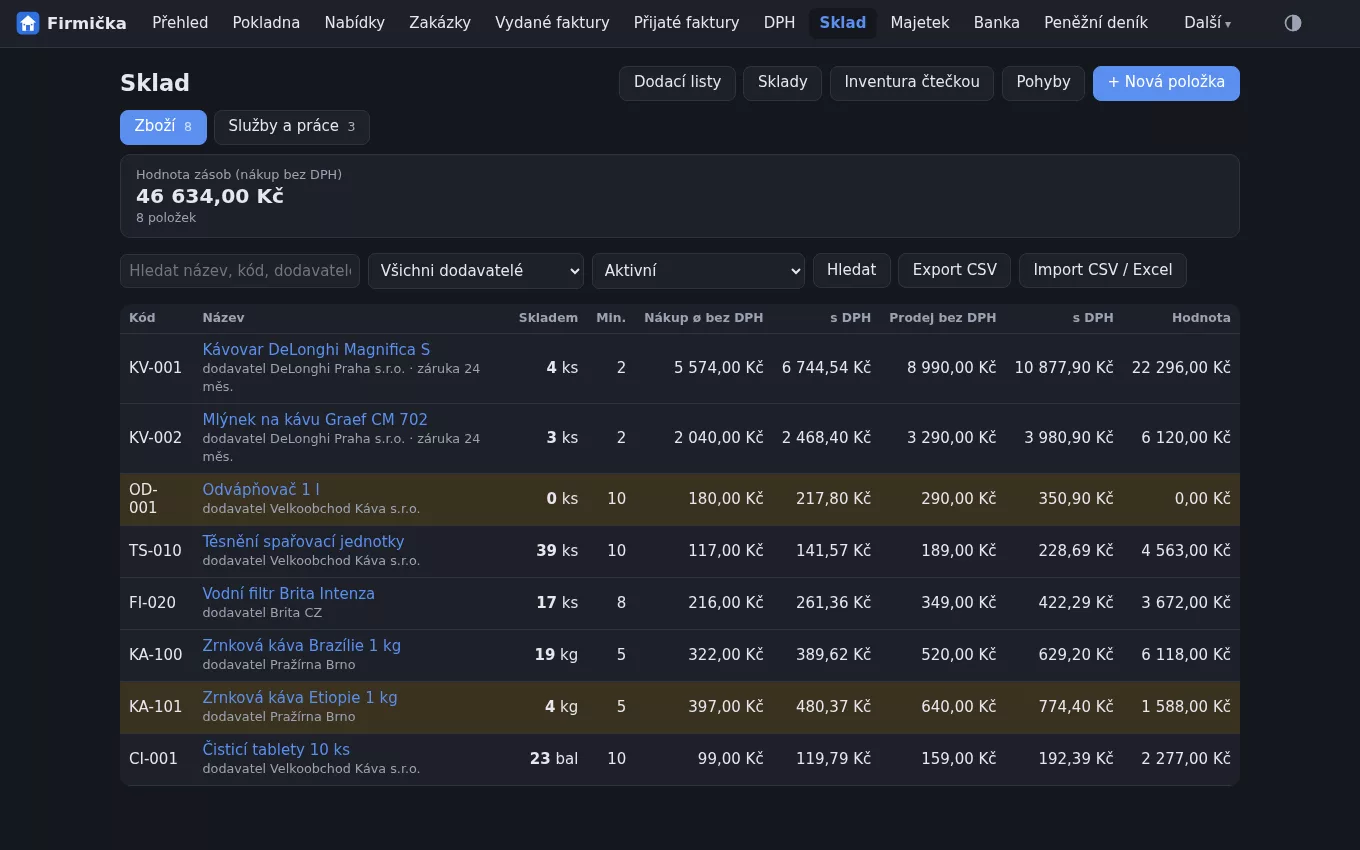 Firmička Přehled Pokladna Nabídky Zakázky Vydané faktury Přijaté faktury DPH Sklad Majetek Banka Peněžní deník Další ▾
Sklad Dodací listy Sklady Inventura čtečkou Pohyby + Nová položka
Zboží 8 Služby a práce 3
Hodnota zásob (nákup bez DPH)
46 634,00 Kč
8 položek
Hledat název, kód, dodavatele Všichni dodavatelé Aktivní Hledat Export CSV Import CSV / Excel
Kód Název Skladem Min. Nákup ø bez DPH s DPH Prodej bez DPH s DPH Hodnota
KV-001 Kávovar DeLonghi Magnifica S 4 ks 2 5 574,00 Kč 6 744,54 Kč 8 990,00 Kč 10 877,90 Kč 22 296,00 Kč
dodavatel DeLonghi Praha s.r.o. · záruka 24
měs.
KV-002 Mlýnek na kávu Graef CM 702 3 ks 2 2 040,00 Kč 2 468,40 Kč 3 290,00 Kč 3 980,90 Kč 6 120,00 Kč
dodavatel DeLonghi Praha s.r.o. · záruka 24
měs.
OD-
001 Odvápňovač 1 l 0 ks 10 180,00 Kč 217,80 Kč 290,00 Kč 350,90 Kč 0,00 Kč
dodavatel Velkoobchod Káva s.r.o.
TS-010 Těsnění spařovací jednotky 39 ks 10 117,00 Kč 141,57 Kč 189,00 Kč 228,69 Kč 4 563,00 Kč
dodavatel Velkoobchod Káva s.r.o.
FI-020 Vodní filtr Brita Intenza 17 ks 8 216,00 Kč 261,36 Kč 349,00 Kč 422,29 Kč 3 672,00 Kč
dodavatel Brita CZ
KA-100 Zrnková káva Brazílie 1 kg 19 kg 5 322,00 Kč 389,62 Kč 520,00 Kč 629,20 Kč 6 118,00 Kč
dodavatel Pražírna Brno
KA-101 Zrnková káva Etiopie 1 kg 4 kg 5 397,00 Kč 480,37 Kč 640,00 Kč 774,40 Kč 1 588,00 Kč
dodavatel Pražírna Brno
CI-001 Čisticí tablety 10 ks 23 bal 10 99,00 Kč 119,79 Kč 159,00 Kč 192,39 Kč 2 277,00 Kč
dodavatel Velkoobchod Káva s.r.o.